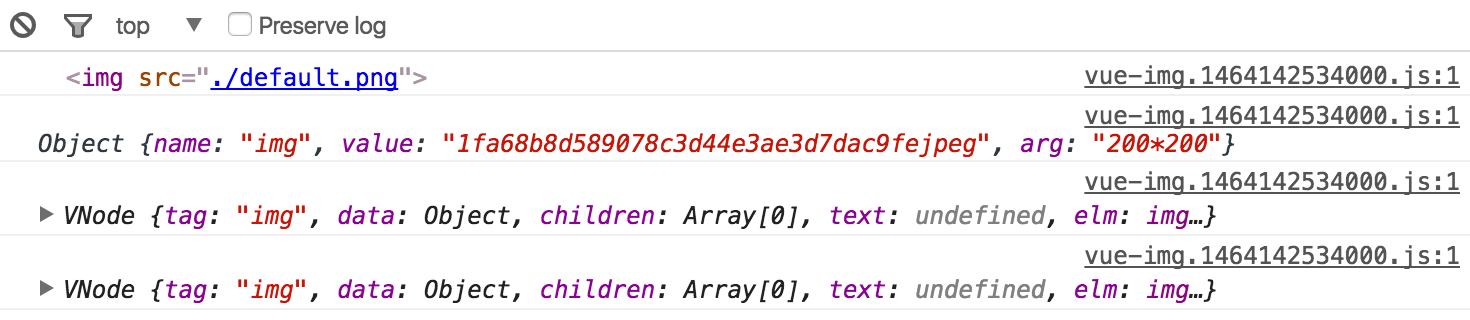 top Preserve log
<img src="./default.png"> vue-img.1464142534000.js:1
vue-img.1464142534000.js:1
Object {name: "img", value: "1fa68b8d589078c3d44e3ae3d7dac9fejpeg", arg: "200*200"}
vue-img.1464142534000.js:1
VNode {tag: "img", data: Object, children: Array[0], text: undefined, elm: img…}
vue-img.1464142534000.js:1
VNode {tag: "img", data: Object, children: Array[0], text: undefined, elm: img…}